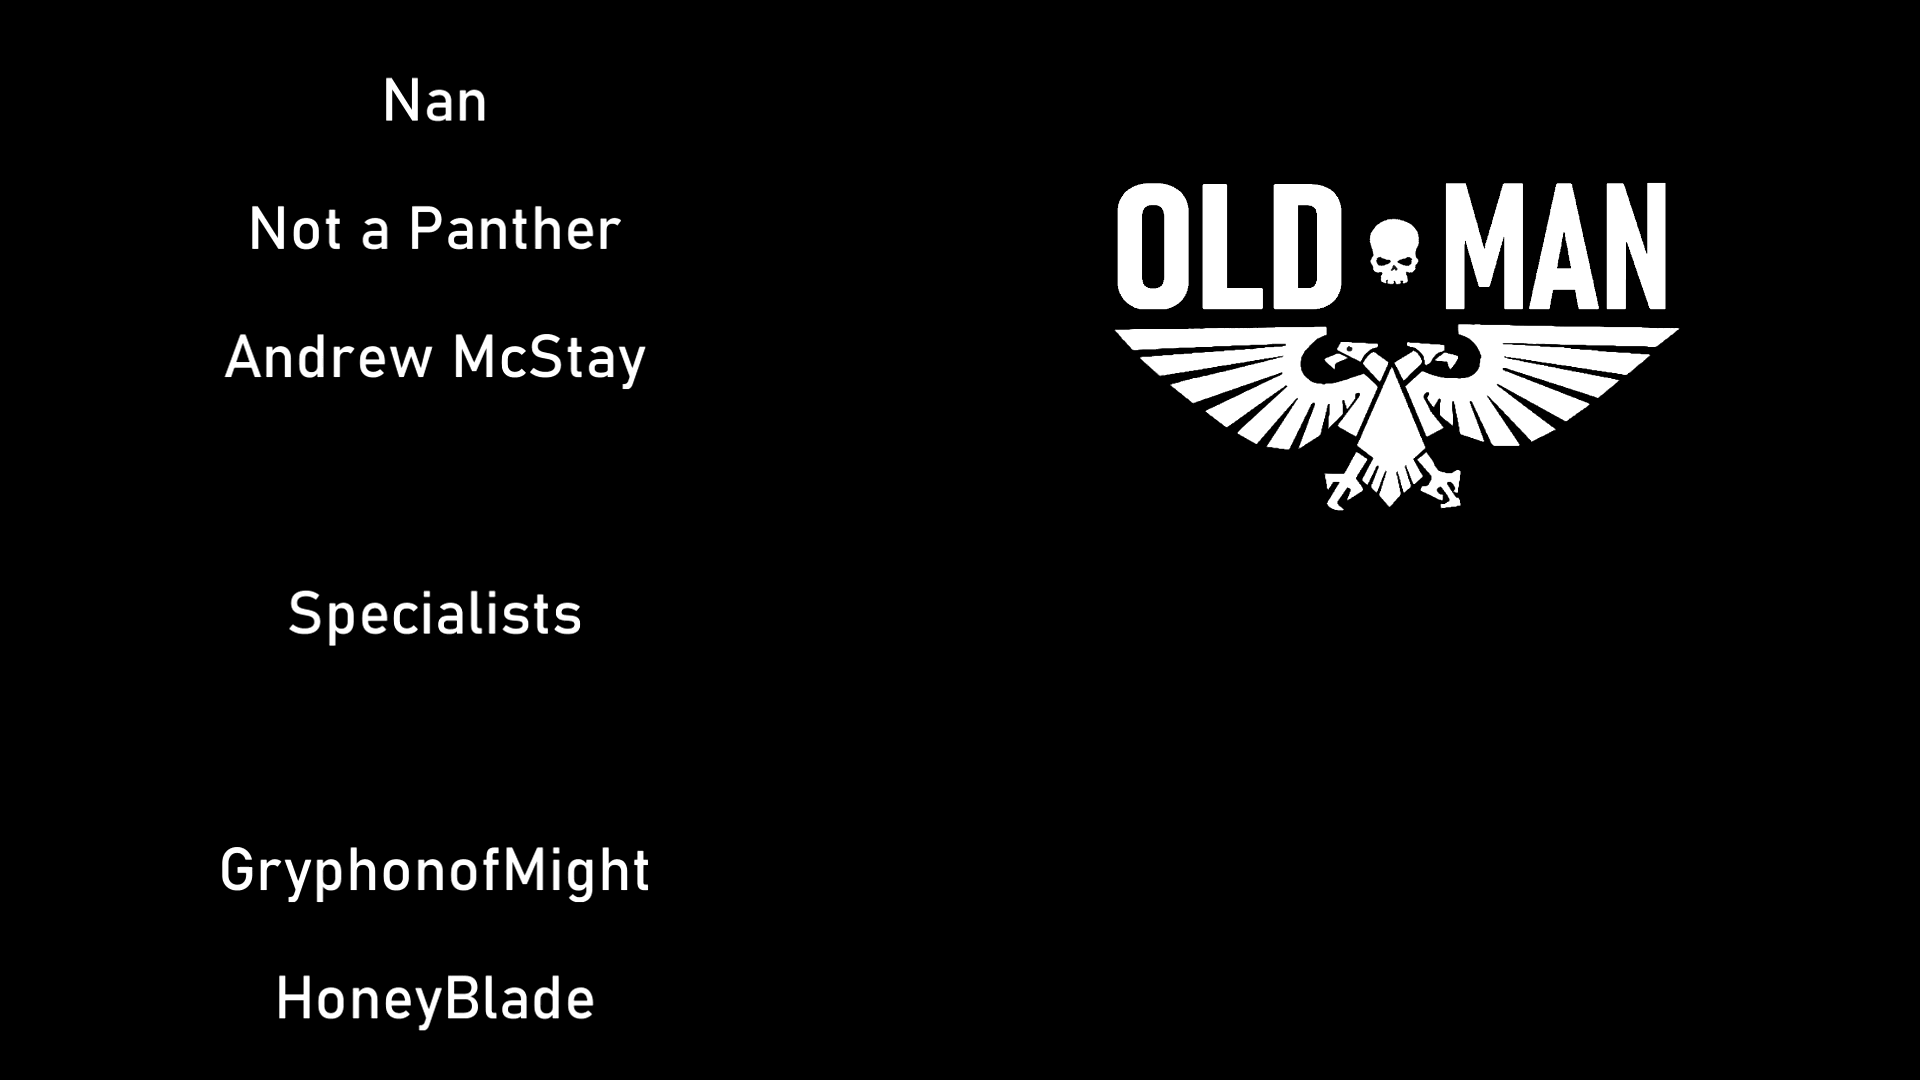 Nan
Not a Panther
Andrew McStay
Specialists
GryphonofMight
HoneyBlade
OLD MAN